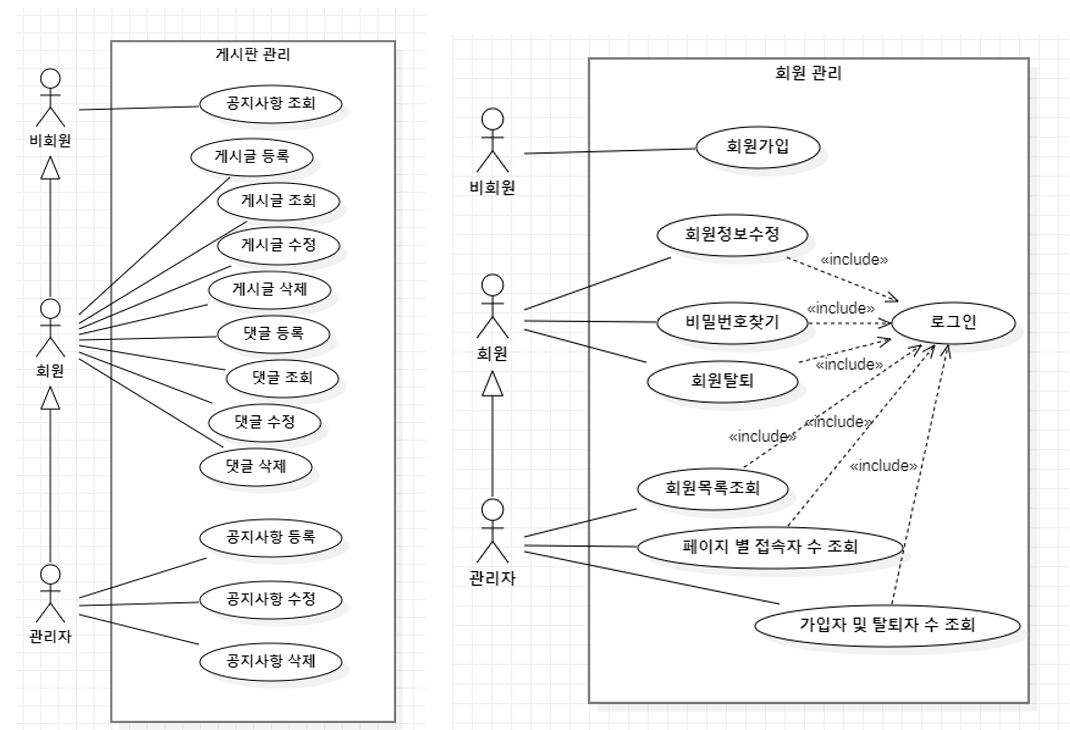 게시판 관리
비회원
공지사항 조회
게시글 등록
게시글 조회
게시글 수정
게시글 삭제
회원
댓글 등록
댓글 조회
댓글 수정
댓글 삭제
관리자
공지사항 등록
공지사항 수정
공지사항 삭제
회원 관리
비회원
회원가입
회원정보수정
«include»
회원
비밀번호찾기
«include»
로그인
회원탈퇴
«include»
«include»
«include»
«include»
관리자
회원목록조회
페이지 별 접속자 수 조회
가입자 및 탈퇴자 수 조회